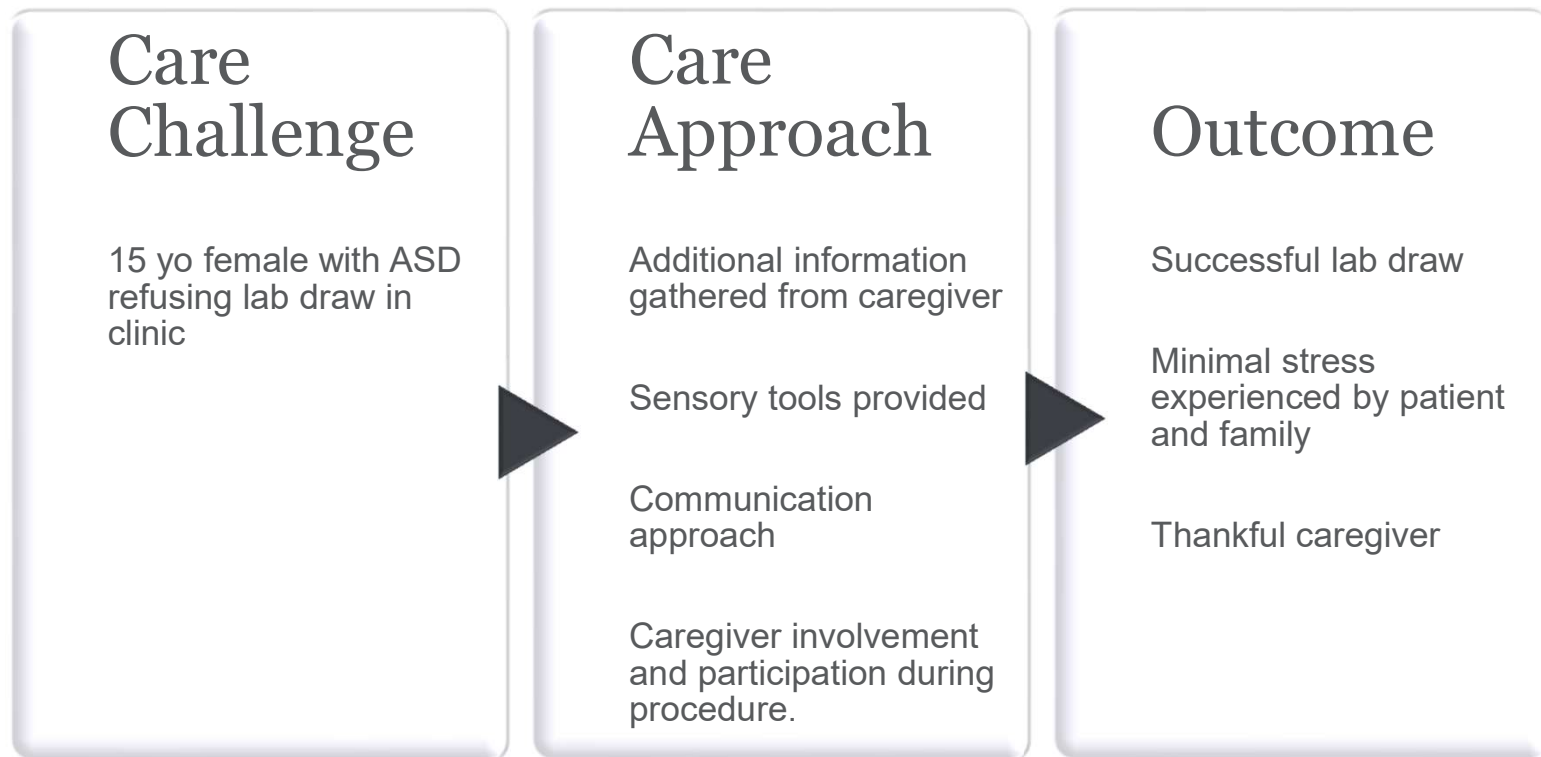 Care
Challenge
15 yo female with ASD
refusing lab draw in
clinic
Care
Approach
Additional information
gathered from caregiver
Sensory tools provided
Communication
approach
Caregiver involvement
and participation during
procedure.
Outcome
Successful lab draw
Minimal stress
experienced by patient
and family
Thankful caregiver